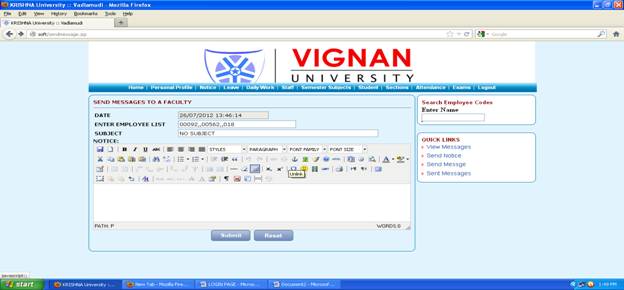 KRISHNA University :: Vadlamudi - Mozilla Firefox
File Edit View History Bookmarks Tools Help
KRISHNA University :: Vadlamudi
soft/sendmessage.jsp
Google
VIGNAN
UNIVERSITY
Home | Personal Profile | Notice | Leave | Daily Work | Staff | Semester Subjects | Student | Sections | Attendance | Exams | Logout
SEND MESSAGES TO A FACULTY
DATE 26/07/2012 13:46:14
ENTER EMPLOYEE LIST 00092,,00562,,018
SUBJECT NO SUBJECT
NOTICE:
STYLES PARAGRAPH FONT FAMILY FONT SIZE
Unlink
PATH: P WORDS:0
Submit Reset
Search Employee Codes
Enter Name
QUICK LINKS
View Messages
Send Notice
Send Message
Sent Messages
javascript:;
start KRISHNA University :... New Tab - Mozilla Fire... LOGIN PAGE - Micros... Document2 - Microsof... 1:48 PM